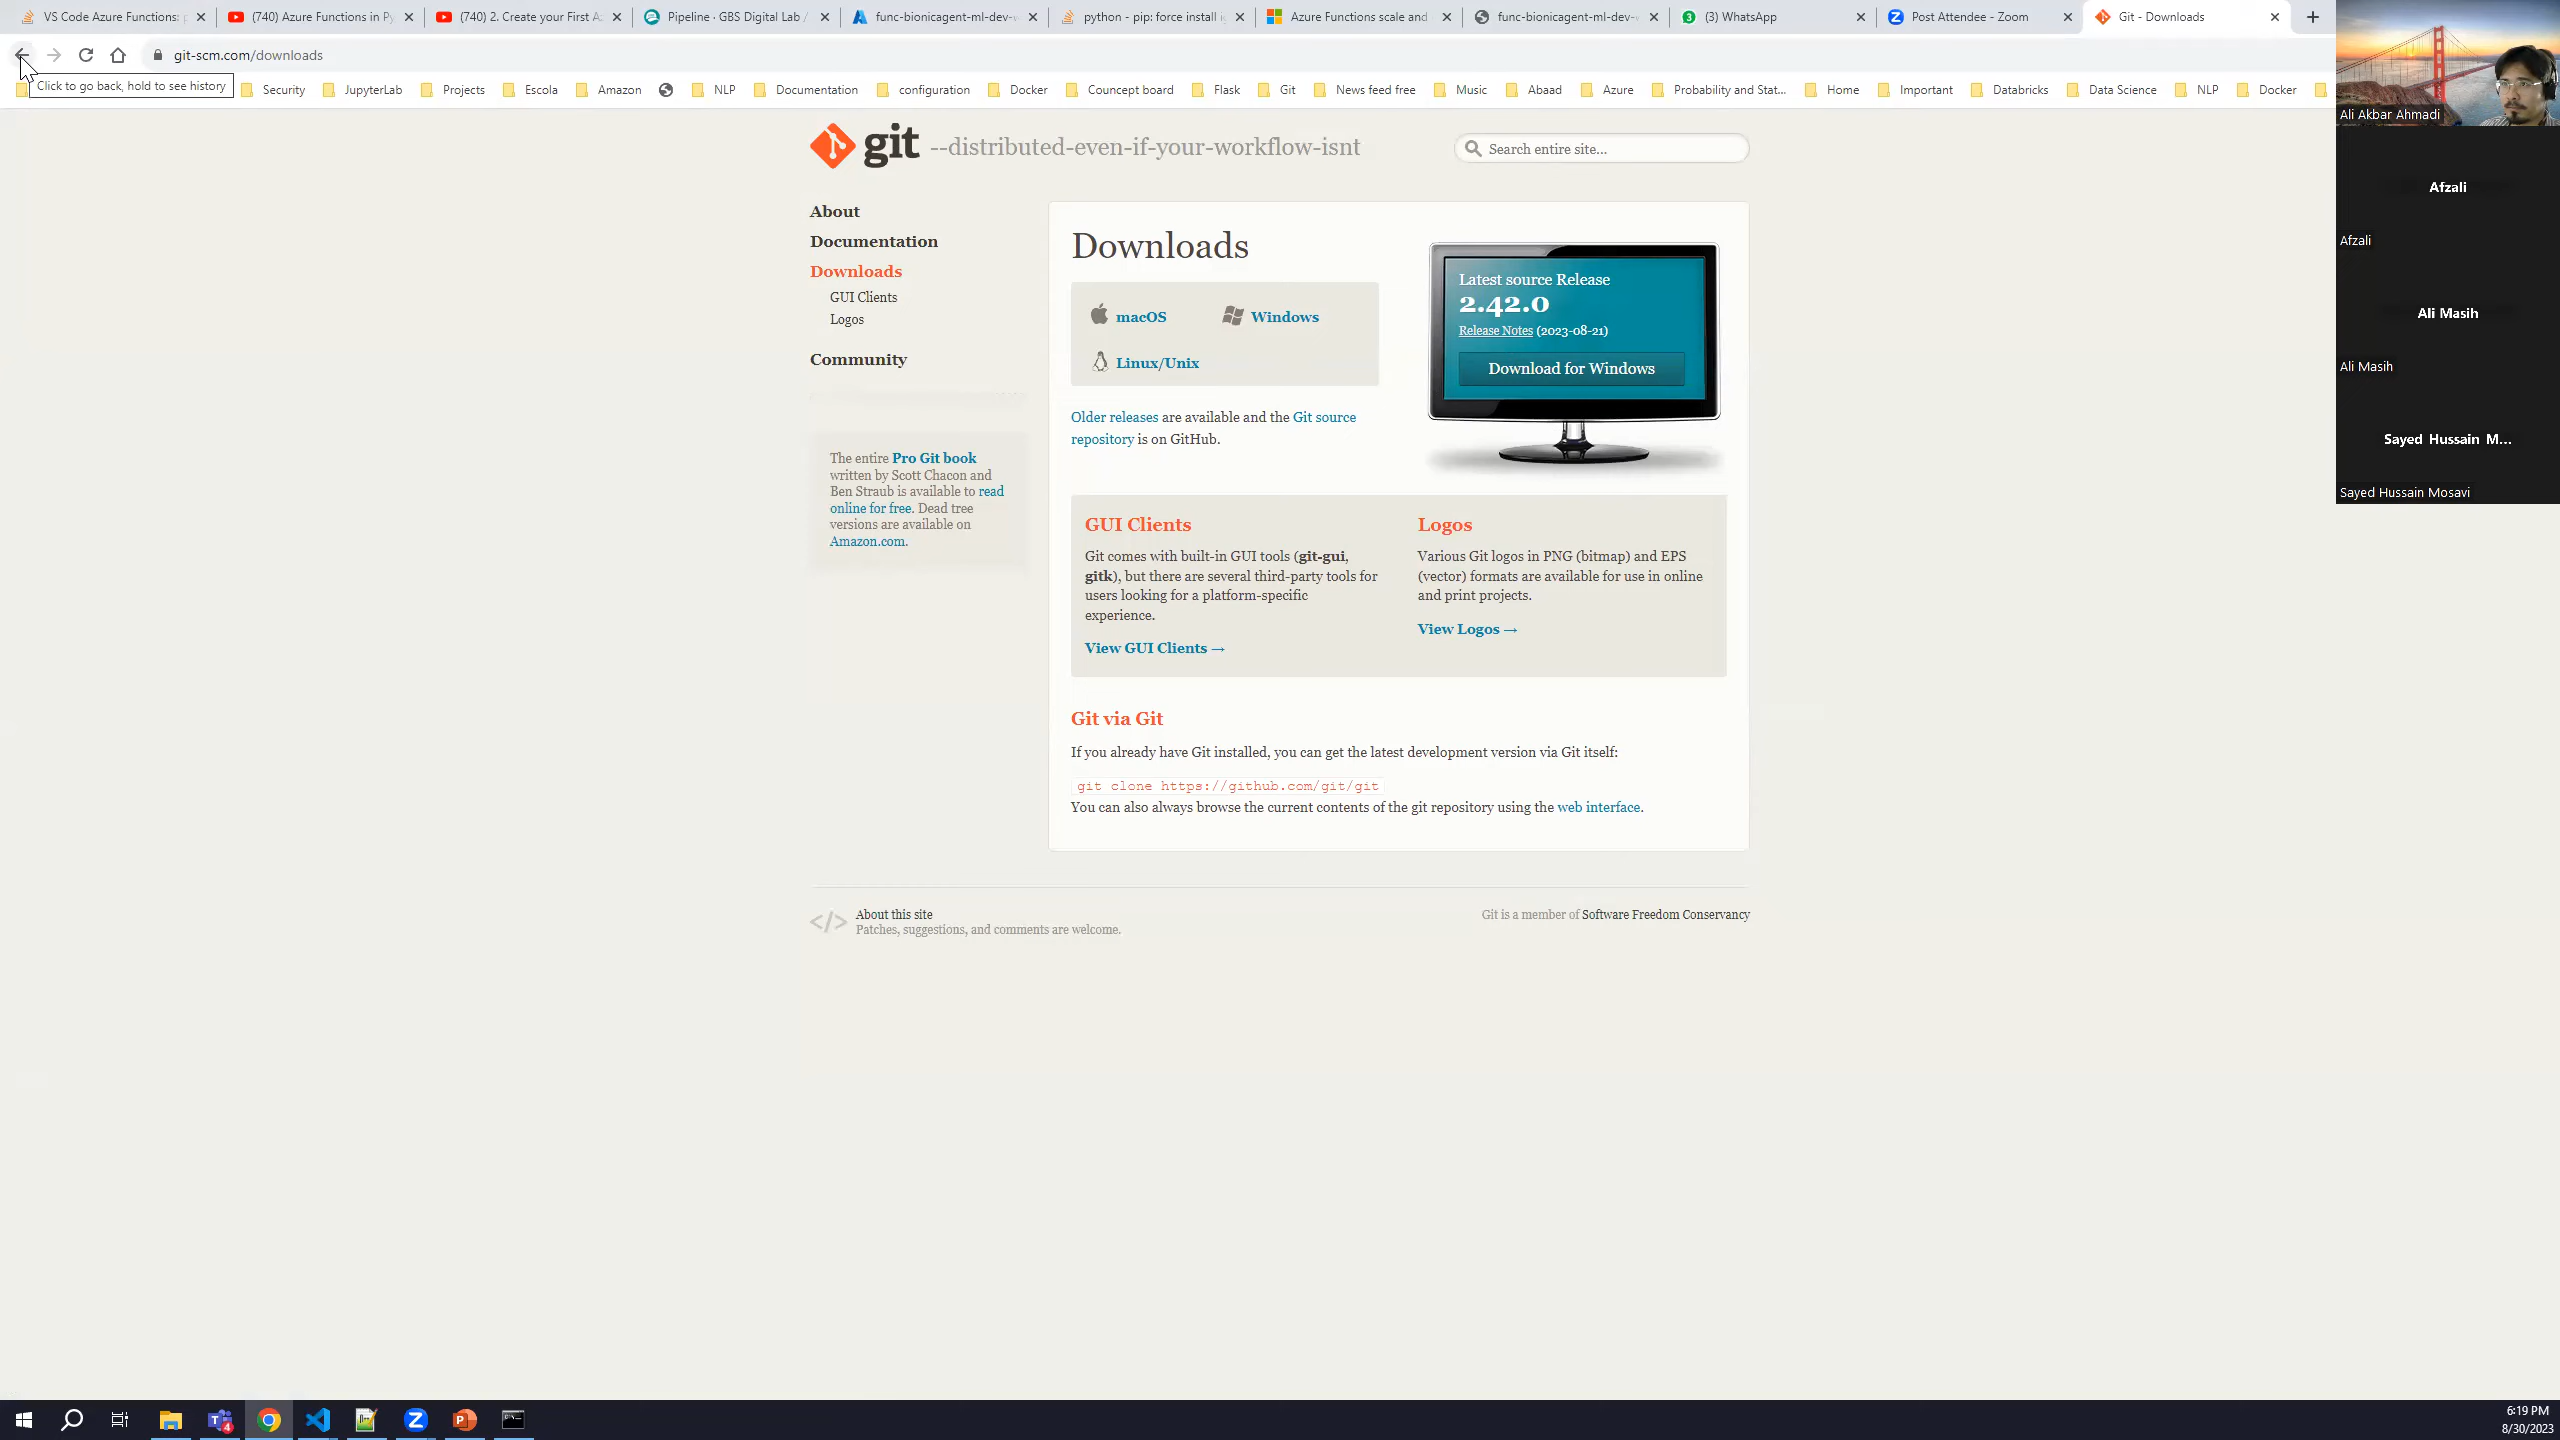 VS Code Azure Functions:
(740) Azure Functions in Py
(740) 2. Create your First A
Pipeline · GBS Digital Lab /
func-bionicagent-ml-dev-
python - pip: force install
Azure Functions scale and
func-bionicagent-ml-dev-
(3) WhatsApp
Post Attendee - Zoom
Git - Downloads
git-scm.com/downloads
Click to go back, hold to see history
Security
JupyterLab
Projects
Escola
Amazon
NLP
Documentation
configuration
Docker
Councept board
Flask
Git
News feed free
Music
Abaad
Azure
Probability and Stat...
Home
Important
Databricks
Data Science
NLP
Docker
git --distributed-even-if-your-workflow-isnt
Search entire site...
About
Documentation
Downloads
GUI Clients
Logos
Community
The entire Pro Git book
written by Scott Chacon and
Ben Straub is available to read
online for free. Dead tree
versions are available on
Amazon.com.
Downloads
macOS
Windows
Linux/Unix
Older releases are available and the Git source
repository is on GitHub.
Latest source Release
2.42.0
Release Notes (2023-08-21)
Download for Windows
GUI Clients
Git comes with built-in GUI tools (git-gui,
gitk), but there are several third-party tools for
users looking for a platform-specific
experience.
View GUI Clients →
Logos
Various Git logos in PNG (bitmap) and EPS
(vector) formats are available for use in online
and print projects.
View Logos →
Git via Git
If you already have Git installed, you can get the latest development version via Git itself:
git clone https://github.com/git/git
You can also always browse the current contents of the git repository using the web interface.
</> About this site
Patches, suggestions, and comments are welcome.
Git is a member of Software Freedom Conservancy
Ali Akbar Ahmadi
Afzali
Afzali
Ali Masih
Ali Masih
Sayed Hussain M...
Sayed Hussain Mosavi
4
6:19 PM
8/30/2023